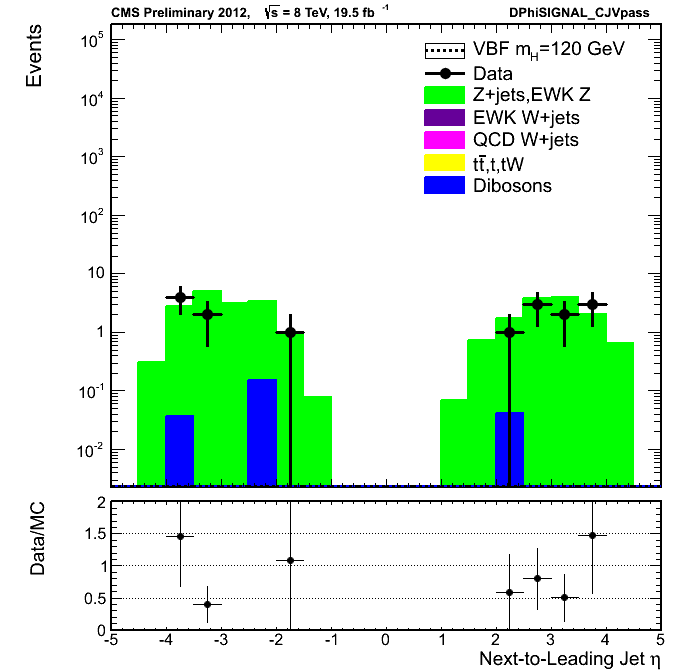 CMS Preliminary 2012, √s = 8 TeV, 19.5 fb⁻¹ DPhiSIGNAL_CJVpass
Events
10⁵
10⁴
10³
10²
10
1
10⁻¹
10⁻²
VBF m_H=120 GeV
Data
Z+jets,EWK Z
EWK W+jets
QCD W+jets
tt̅,t,tW
Dibosons
Data/MC
2
1.5
1
0.5
0
-5 -4 -3 -2 -1 0 1 2 3 4 5
Next-to-Leading Jet η